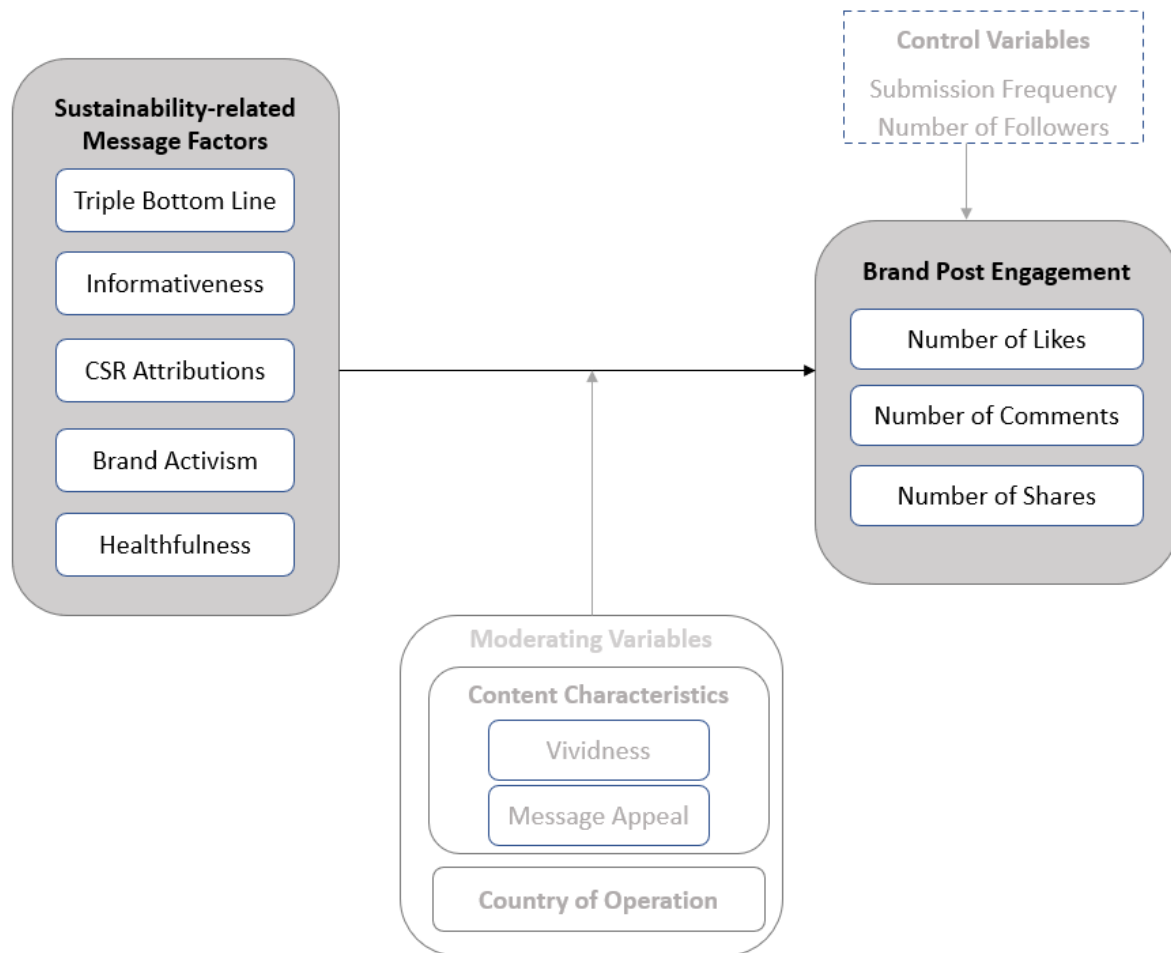 Control Variables
Submission Frequency
Number of Followers
Sustainability-related
Message Factors
Triple Bottom Line
Informativeness
CSR Attributions
Brand Activism
Healthfulness
Brand Post Engagement
Number of Likes
Number of Comments
Number of Shares
Moderating Variables
Content Characteristics
Vividness
Message Appeal
Country of Operation